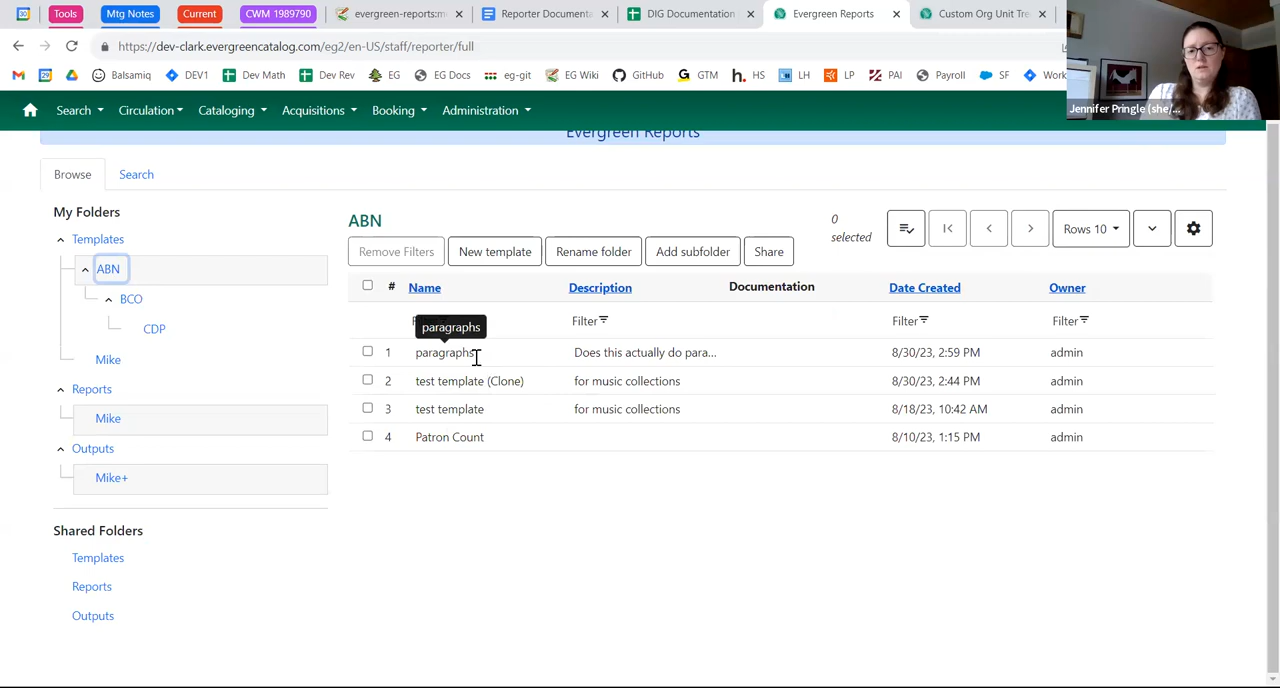 Tools
Mtg Notes
Current
CWM 1989790
evergreen-reports:m
Reporter Documenta
DIG Documentation
Evergreen Reports
Custom Org Unit Tre
https://dev-clark.evergreencatalog.com/eg2/en-US/staff/reporter/full
Balsamiq
DEV1
Dev Math
Dev Rev
EG
EG Docs
eg-git
EG Wiki
GitHub
GTM
HS
LH
LP
PAI
Payroll
SF
Jennifer Pringle (she/...
Search
Circulation
Cataloging
Acquisitions
Booking
Administration
Evergreen Reports
Browse
Search
My Folders
Templates
ABN
BCO
CDP
Mike
Reports
Mike
Outputs
Mike+
Shared Folders
Templates
Reports
Outputs
ABN
0 selected
Rows 10
Remove Filters
New template
Rename folder
Add subfolder
Share
# Name Description Documentation Date Created Owner
Filter Filter Filter
paragraphs
1 paragraphs Does this actually do para... 8/30/23, 2:59 PM admin
2 test template (Clone) for music collections 8/30/23, 2:44 PM admin
3 test template for music collections 8/18/23, 10:42 AM admin
4 Patron Count 8/10/23, 1:15 PM admin